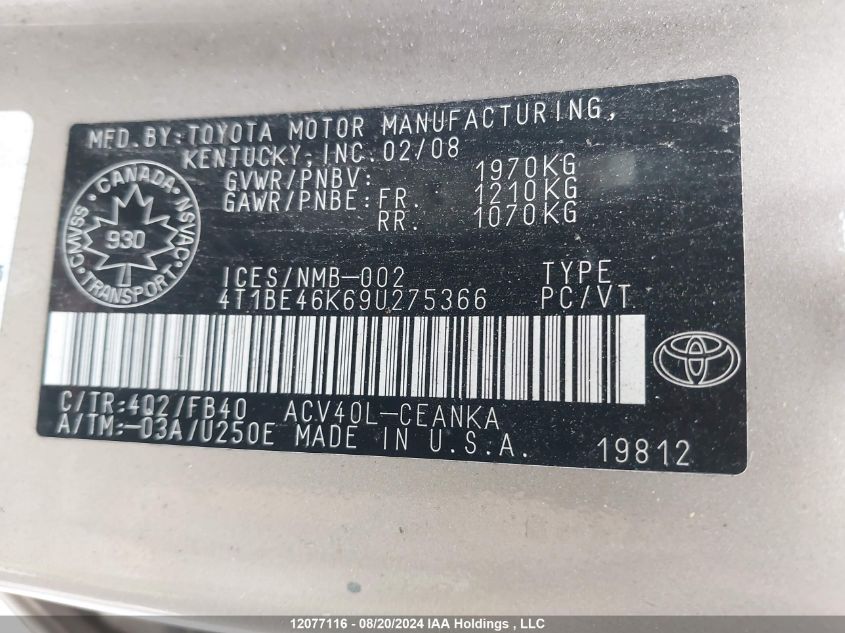 MFD.BY:TOYOTA MOTOR MANUFACTURING,
KENTUCKY, INC. 02/08
GVWR/PNBV: 1970KG
GAWR/PNBE: FR. 1210KG
RR. 1070KG
CANADA
CMVSS NSVAC
930
TRANSPORT
ICES/NMB-002 TYPE
4T1BE46K69U275366 PC/VT
C/TR:4Q2/FB40 ACV40L-CEANKA
A/TM:-03A/U250E MADE IN U.S.A.
19812
12077116 - 08/20/2024 IAA Holdings , LLC